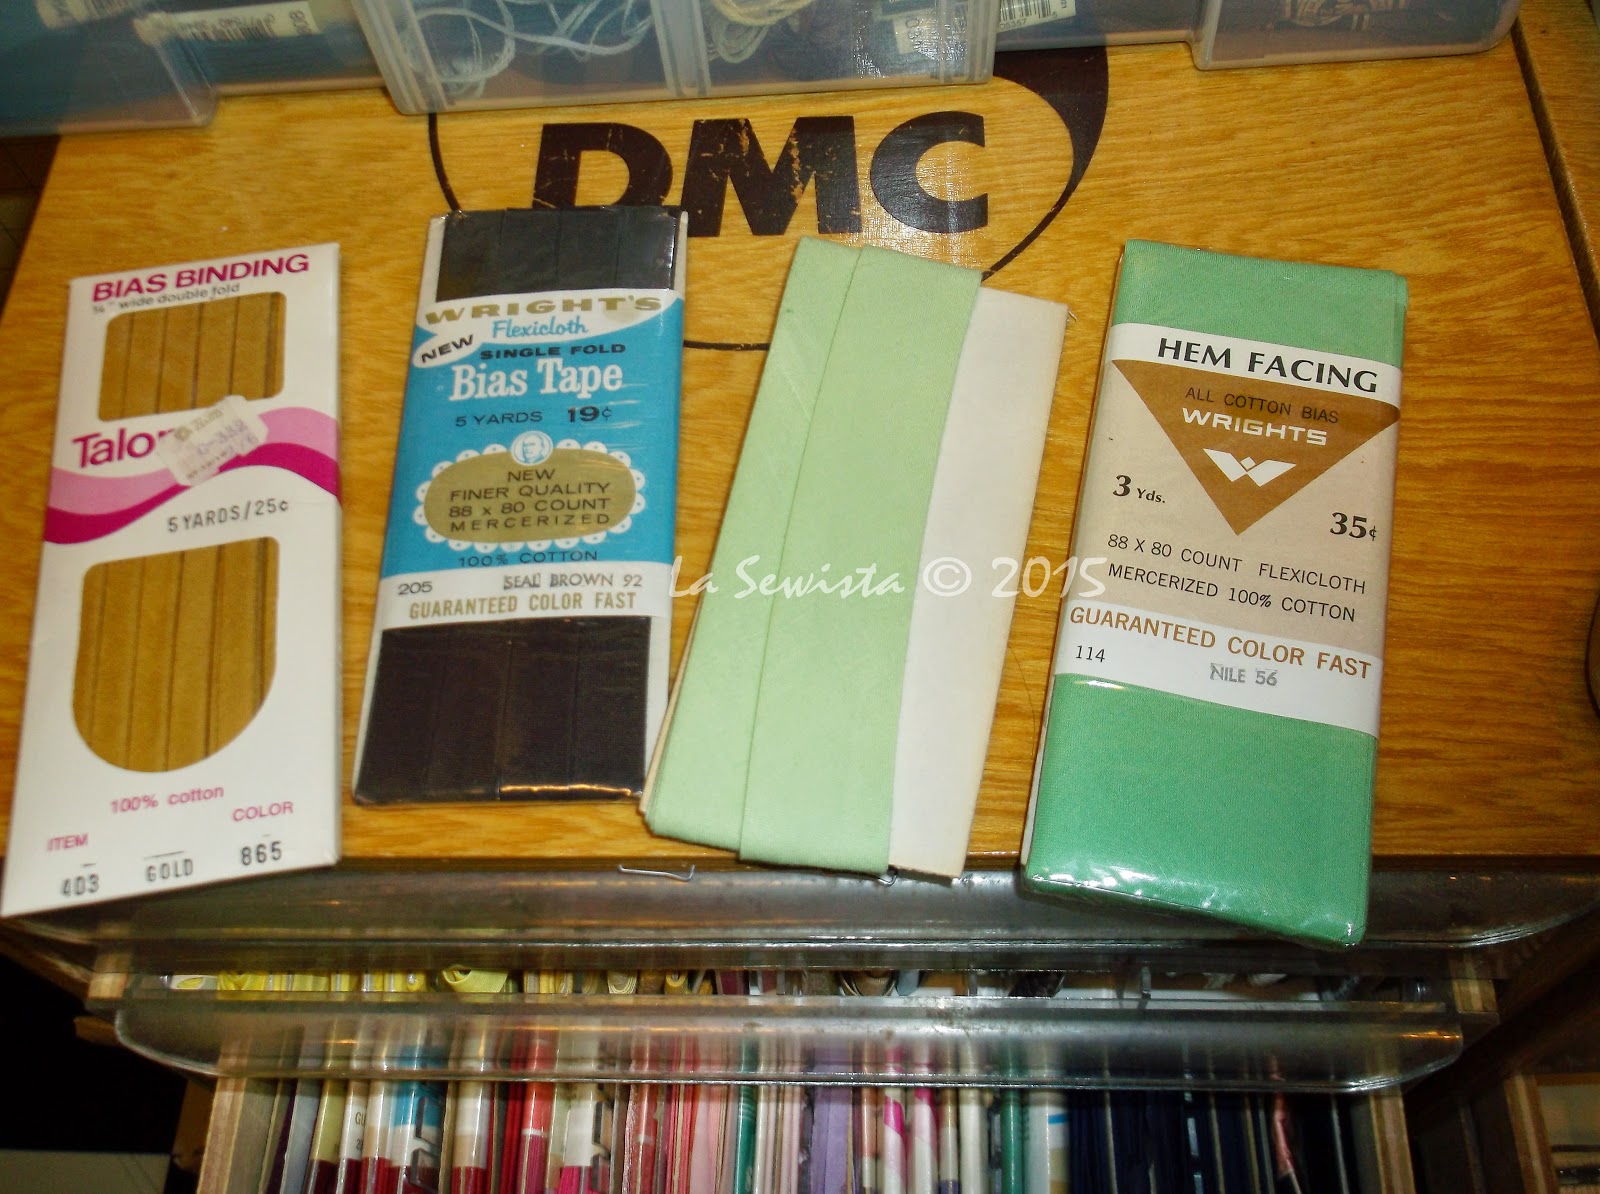 DMC
BIAS BINDING
¼" wide double fold
Talon
5 YARDS/25¢
100% cotton
ITEM
COLOR
403
GOLD
865
WRIGHT'S
Flexicloth
NEW
SINGLE FOLD
Bias Tape
5 YARDS 19¢
NEW
FINER QUALITY
88 x 80 COUNT
MERCERIZED
100% COTTON
205
SEAL BROWN 92
GUARANTEED COLOR FAST
La Sewista © 2015
HEM FACING
ALL COTTON BIAS
WRIGHTS
3 Yds.
35¢
88 X 80 COUNT FLEXICLOTH
MERCERIZED 100% COTTON
GUARANTEED COLOR FAST
114
NILE 56